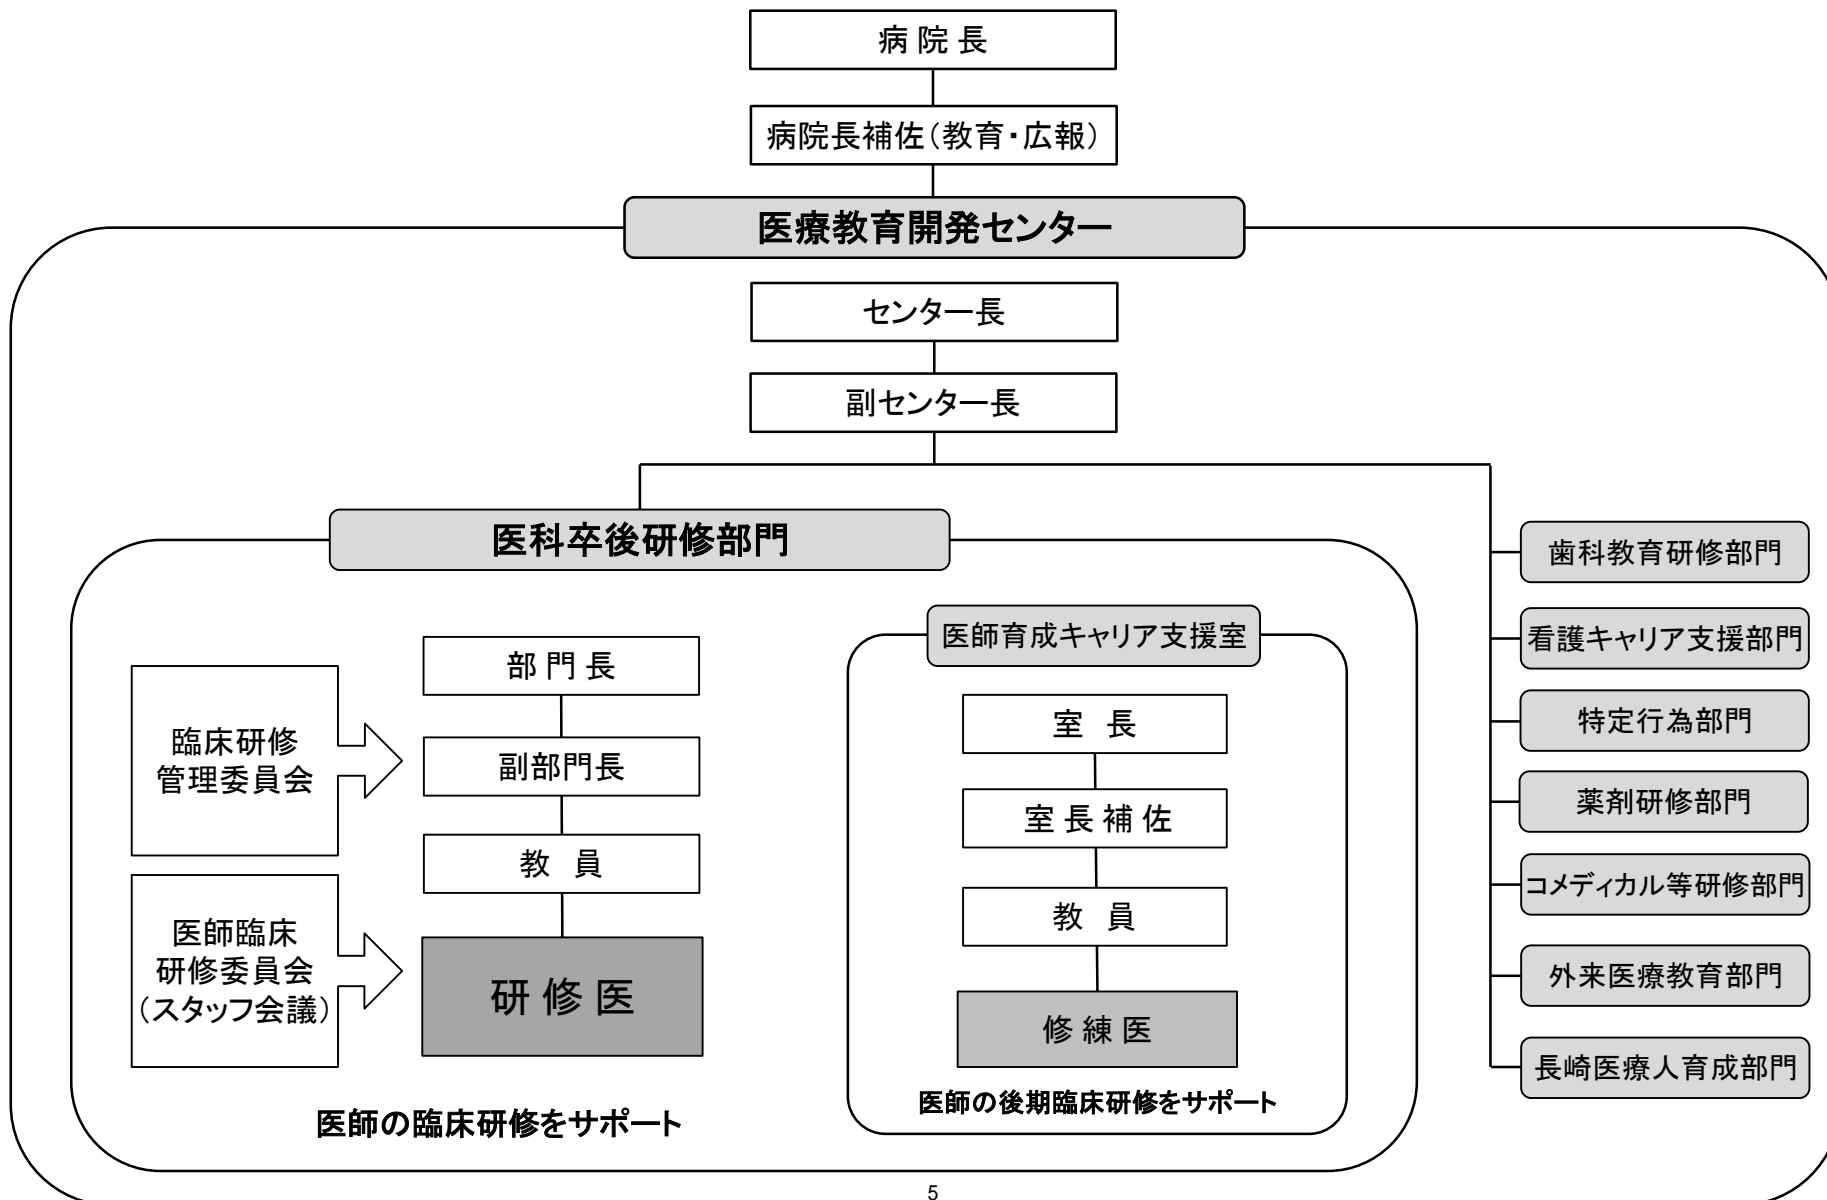 病 院 長
病院長補佐(教育・広報)
医療教育開発センター
センター長
副センター長
医科卒後研修部門
臨床研修
管理委員会
医師臨床
研修委員会
(スタッフ会議)
部 門 長
副部門長
教 員
研 修 医
医師の臨床研修をサポート
医師育成キャリア支援室
室 長
室 長 補 佐
教 員
修 練 医
医師の後期臨床研修をサポート
歯科教育研修部門
看護キャリア支援部門
特定行為部門
薬剤研修部門
コメディカル等研修部門
外来医療教育部門
長崎医療人育成部門
5